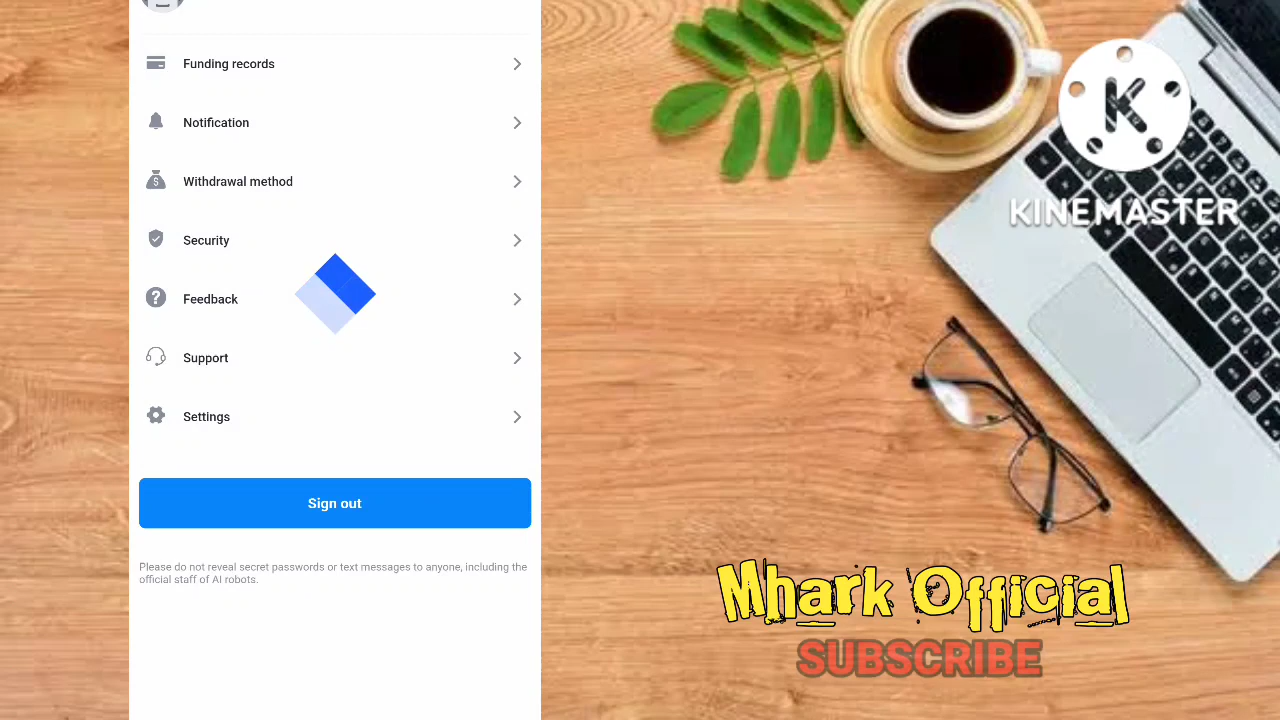 Funding records
Notification
Withdrawal method
Security
Feedback
Support
Settings
Sign out
Please do not reveal secret passwords or text messages to anyone, including the
official staff of AI robots.
K
KINEMASTER
Mhark Official
SUBSCRIBE